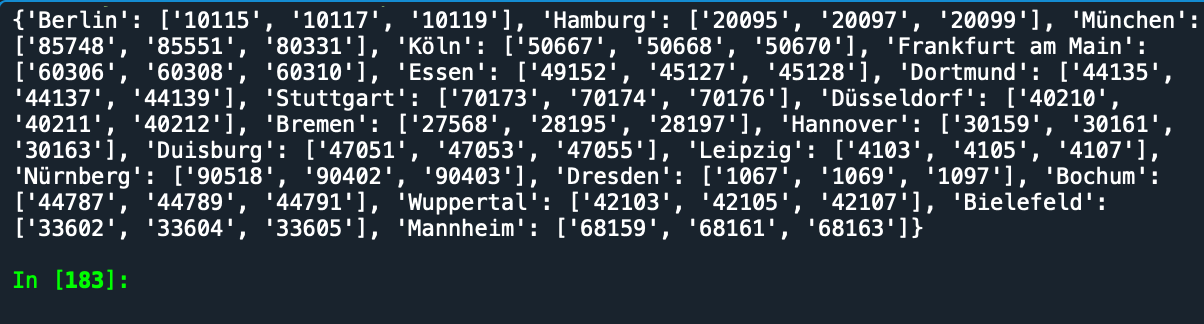 {'Berlin': ['10115', '10117', '10119'], 'Hamburg': ['20095', '20097', '20099'], 'München':
['85748', '85551', '80331'], 'Köln': ['50667', '50668', '50670'], 'Frankfurt am Main':
['60306', '60308', '60310'], 'Essen': ['49152', '45127', '45128'], 'Dortmund': ['44135',
'44137', '44139'], 'Stuttgart': ['70173', '70174', '70176'], 'Düsseldorf': ['40210',
'40211', '40212'], 'Bremen': ['27568', '28195', '28197'], 'Hannover': ['30159', '30161',
'30163'], 'Duisburg': ['47051', '47053', '47055'], 'Leipzig': ['4103', '4105', '4107'],
'Nürnberg': ['90518', '90402', '90403'], 'Dresden': ['1067', '1069', '1097'], 'Bochum':
['44787', '44789', '44791'], 'Wuppertal': ['42103', '42105', '42107'], 'Bielefeld':
['33602', '33604', '33605'], 'Mannheim': ['68159', '68161', '68163']}
In [183]: